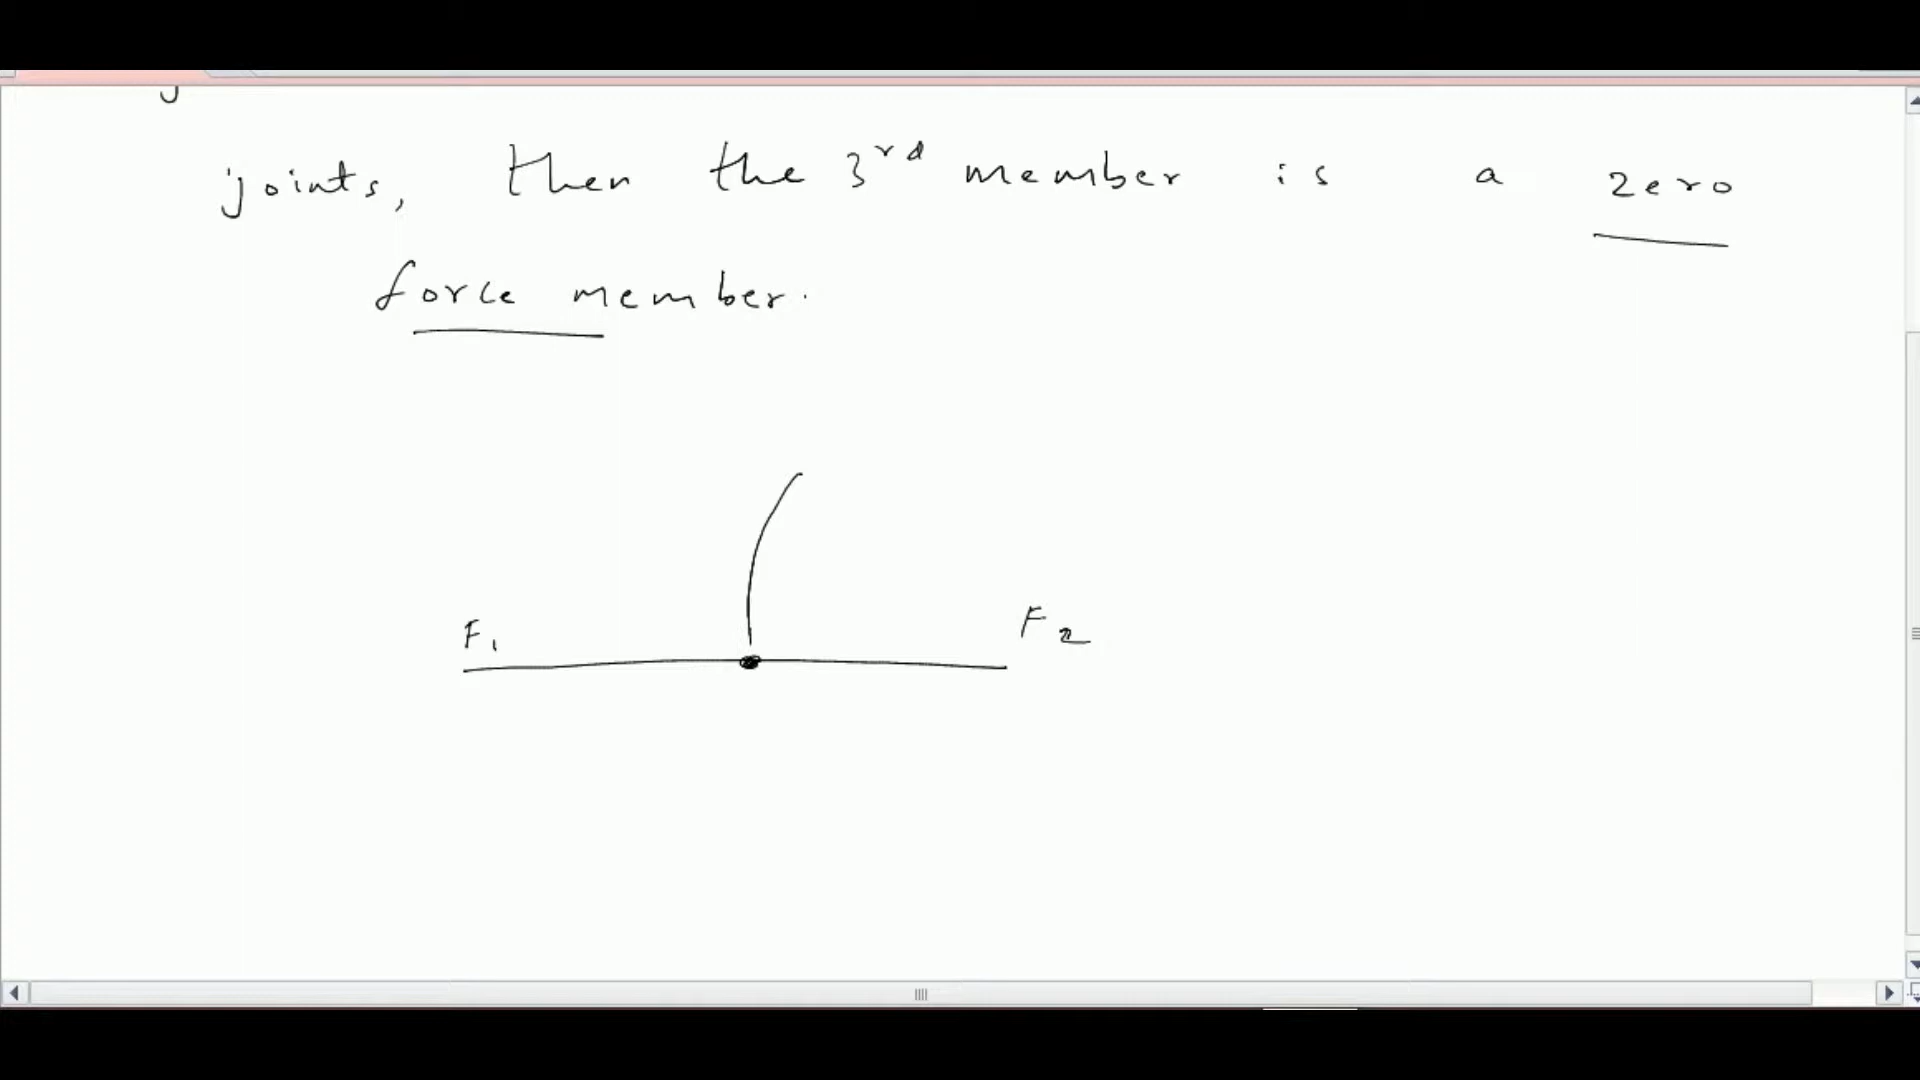 joints, then the 3rd member is a zero
force member.
F1 F2